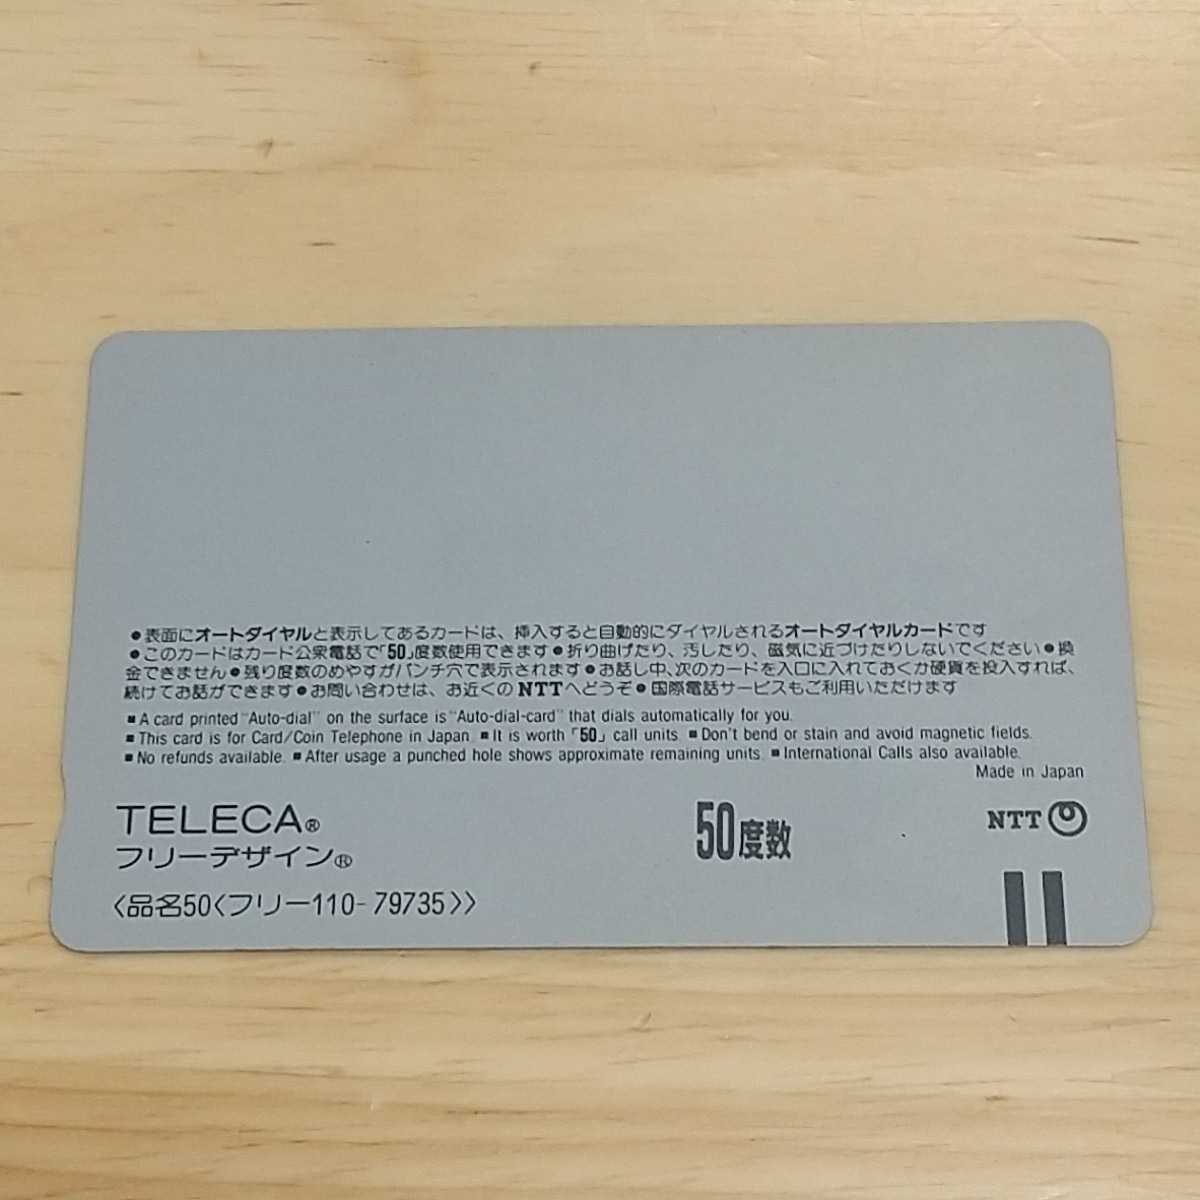 ●表面にオートダイヤルと表示してあるカードは、挿入すると自動的にダイヤルされるオートダイヤルカードです
●このカードはカード公衆電話で「50」度数使用できます●折り曲げたり、汚したり、磁気に近づけたりしないでください●換
金できません●残り度数のめやすがパンチ穴で表示されます●お話し中、次のカードを入口に入れておくか硬貨を投入すれば、
続けてお話ができます●お問い合わせは、お近くのNTTへどうぞ●国際電話サービスもご利用いただけます
■A card printed "Auto-dial" on the surface is "Auto-dial-card" that dials automatically for you.
■This card is for Card/Coin Telephone in Japan. ■It is worth「50」call units. ■Don't bend or stain and avoid magnetic fields.
■No refunds available. ■After usage a punched hole shows approximate remaining units. ■International Calls also available.
Made in Japan
TELECA®
フリーデザイン®
50度数
NTT
〈品名50〈フリー110-79735〉〉